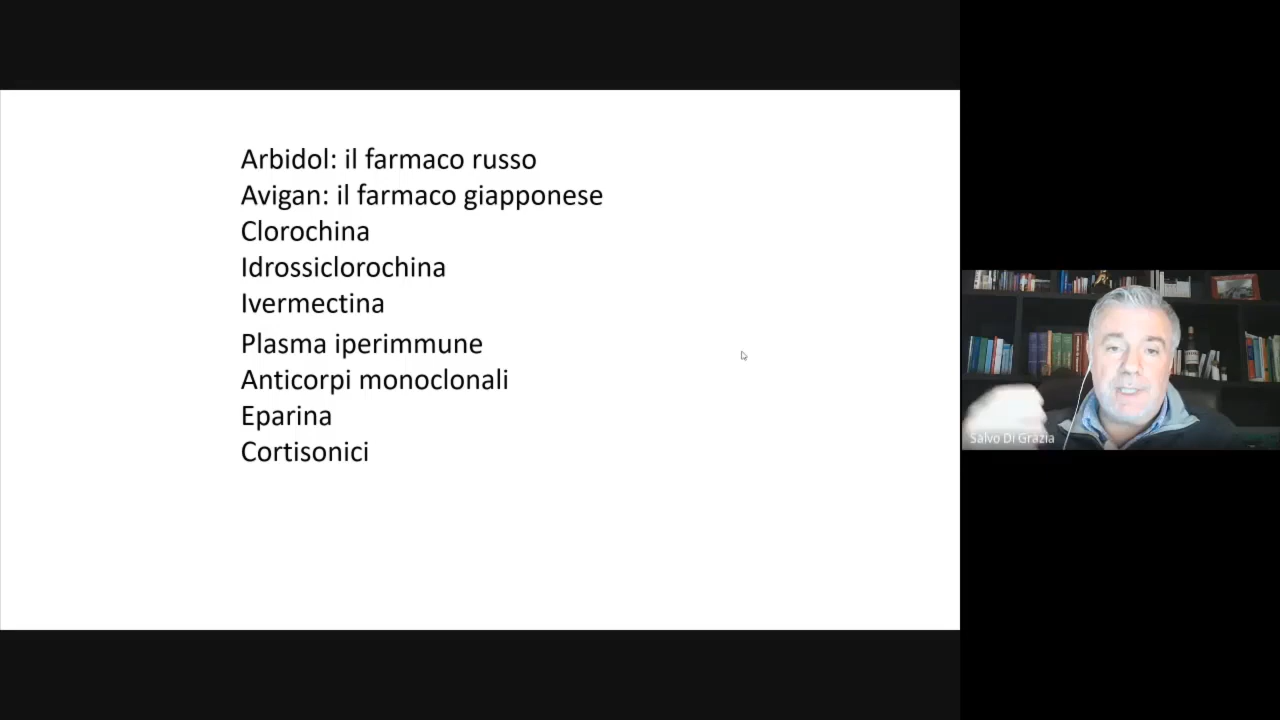 Arbidol: il farmaco russo
Avigan: il farmaco giapponese
Clorochina
Idrossiclorochina
Ivermectina
Plasma iperimmune
Anticorpi monoclonali
Eparina
Cortisonici
Salvo Di Grazia